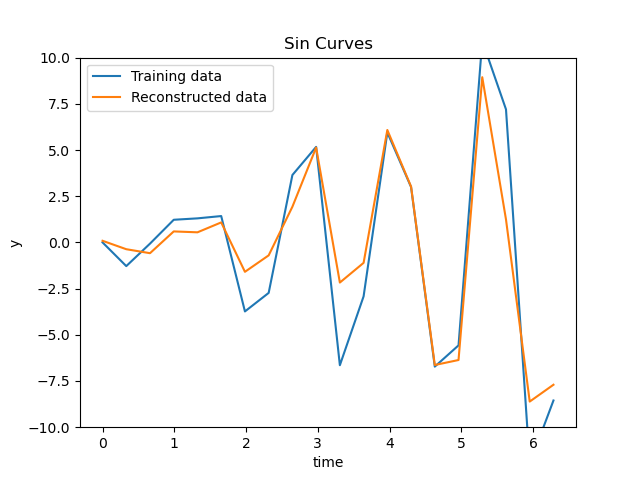 Sin Curves
Training data
Reconstructed data
10.0
7.5
5.0
2.5
0.0
−2.5
−5.0
−7.5
−10.0
y
0 1 2 3 4 5 6
time